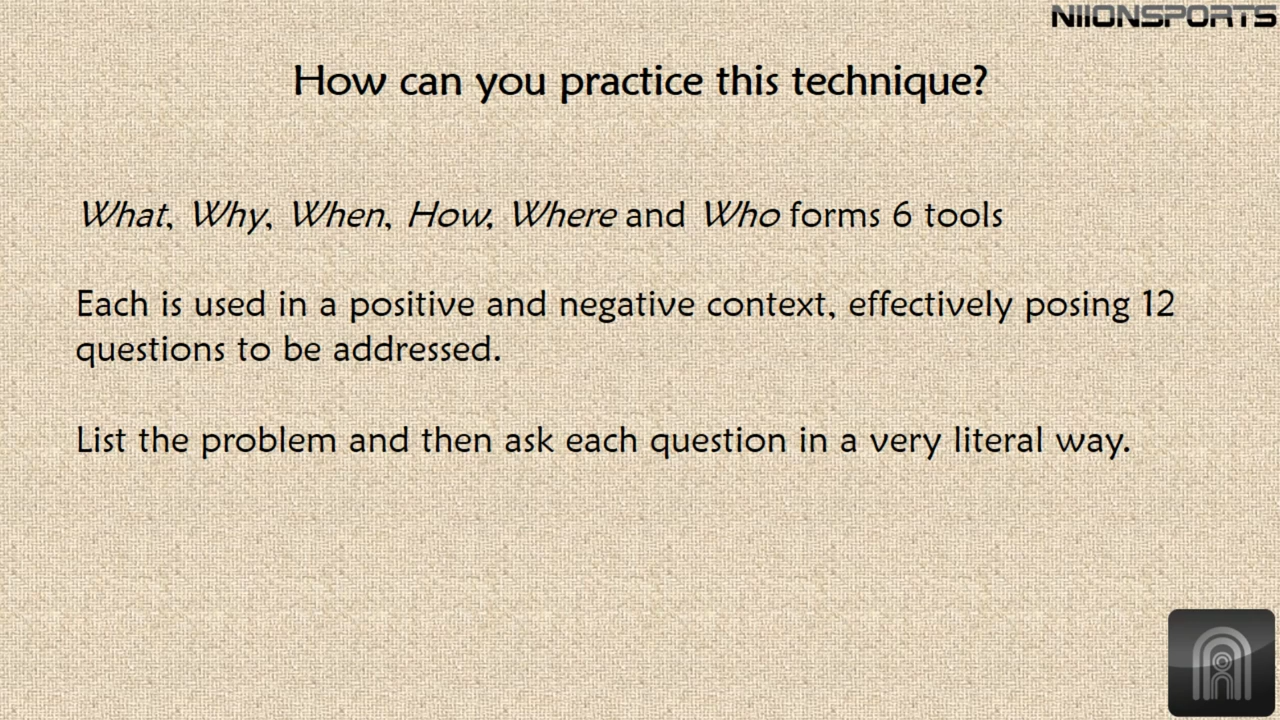 NIIONSPORTS
How can you practice this technique?
What, Why, When, How, Where and Who forms 6 tools
Each is used in a positive and negative context, effectively posing 12
questions to be addressed.
List the problem and then ask each question in a very literal way.